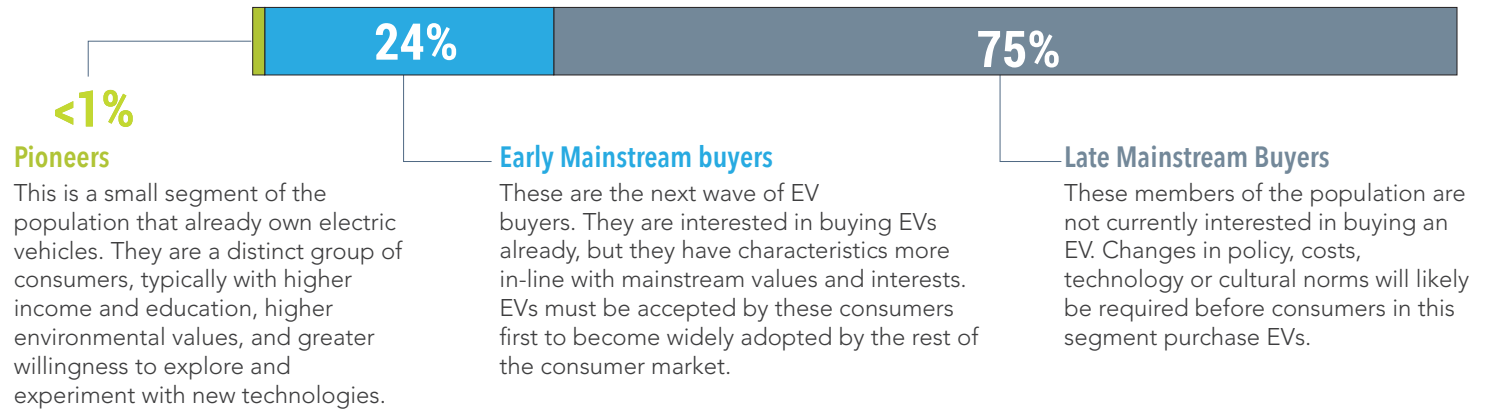 24%
75%
<1%
Pioneers
This is a small segment of the
population that already own electric
vehicles. They are a distinct group of
consumers, typically with higher
income and education, higher
environmental values, and greater
willingness to explore and
experiment with new technologies.
Early Mainstream buyers
These are the next wave of EV
buyers. They are interested in buying EVs
already, but they have characteristics more
in-line with mainstream values and interests.
EVs must be accepted by these consumers
first to become widely adopted by the rest of
the consumer market.
Late Mainstream Buyers
These members of the population are
not currently interested in buying an
EV. Changes in policy, costs,
technology or cultural norms will likely
be required before consumers in this
segment purchase EVs.